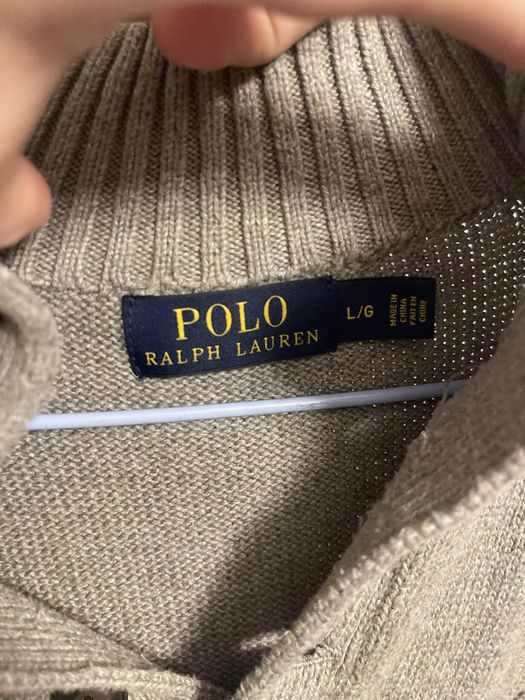 POLO
RALPH LAUREN
L/G
MADE IN
CHINA
FAIT EN
CHINE